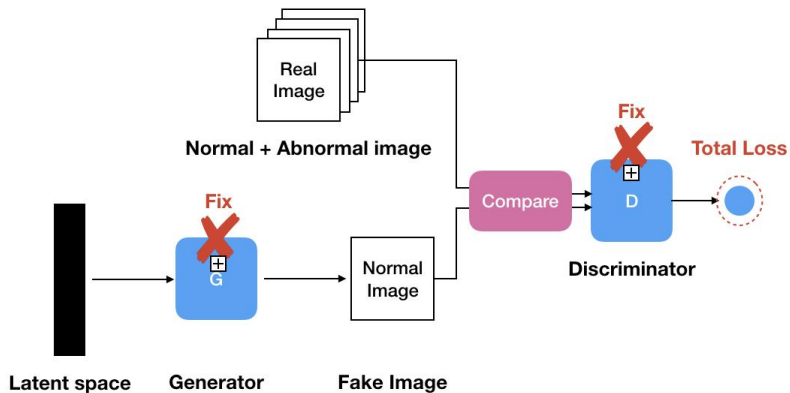 Real
Image
Normal + Abnormal image
Fix
Total Loss
Fix
Compare
D
Normal
Image
G
Discriminator
Latent space
Generator
Fake Image